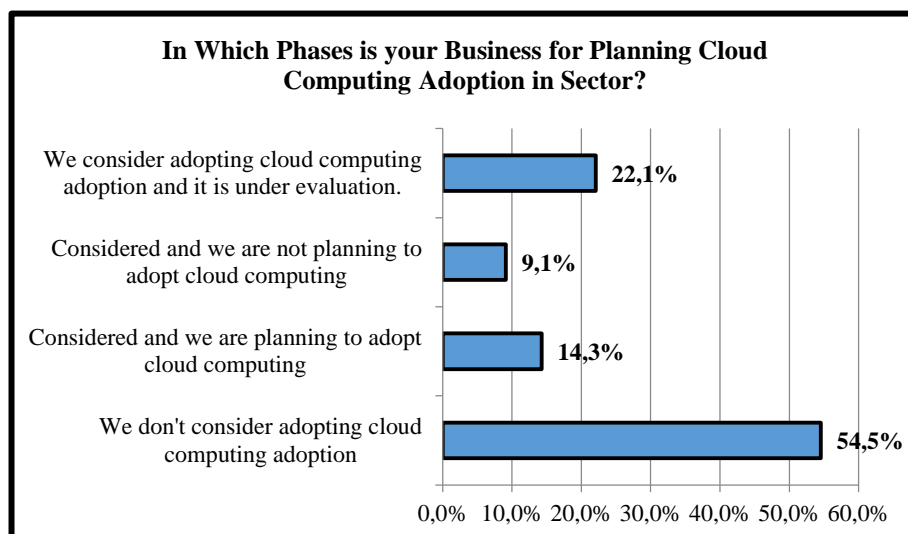 In Which Phases is your Business for Planning Cloud
Computing Adoption in Sector?
We consider adopting cloud computing
adoption and it is under evaluation.
22,1%
Considered and we are not planning to
adopt cloud computing
9,1%
Considered and we are planning to adopt
cloud computing
14,3%
We don't consider adopting cloud
computing adoption
54,5%
0,0% 10,0% 20,0% 30,0% 40,0% 50,0% 60,0%